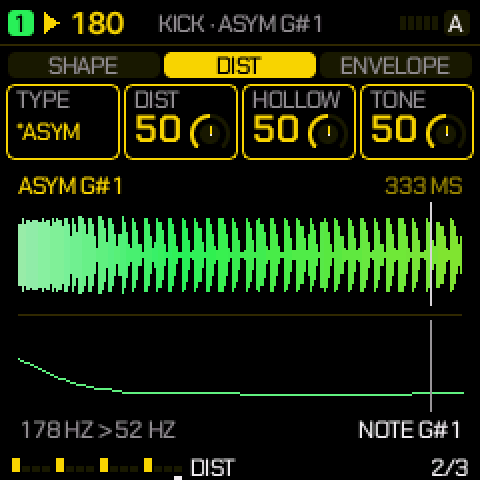 1 180 KICK · ASYM G#1 A
SHAPE DIST ENVELOPE
TYPE DIST HOLLOW TONE
*ASYM 50 50 50
ASYM G#1 333 MS
178 HZ > 52 HZ NOTE G#1
DIST 2/3